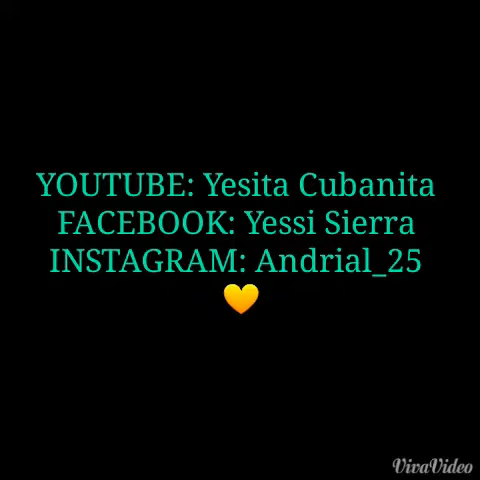 YOUTUBE: Yesita Cubanita
FACEBOOK: Yessi Sierra
INSTAGRAM: Andrial_25
💛
VivaVideo